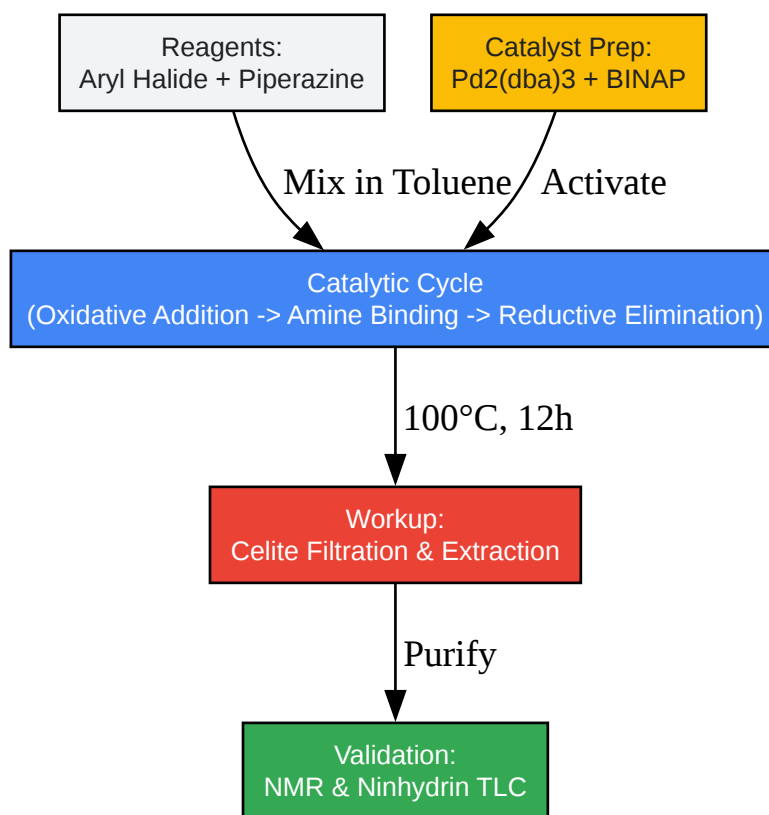 Reagents:
Aryl Halide + Piperazine
Catalyst Prep:
Pd2(dba)3 + BINAP
Mix in Toluene
Activate
Catalytic Cycle
(Oxidative Addition -> Amine Binding -> Reductive Elimination)
100°C, 12h
Workup:
Celite Filtration & Extraction
Purify
Validation:
NMR & Ninhydrin TLC